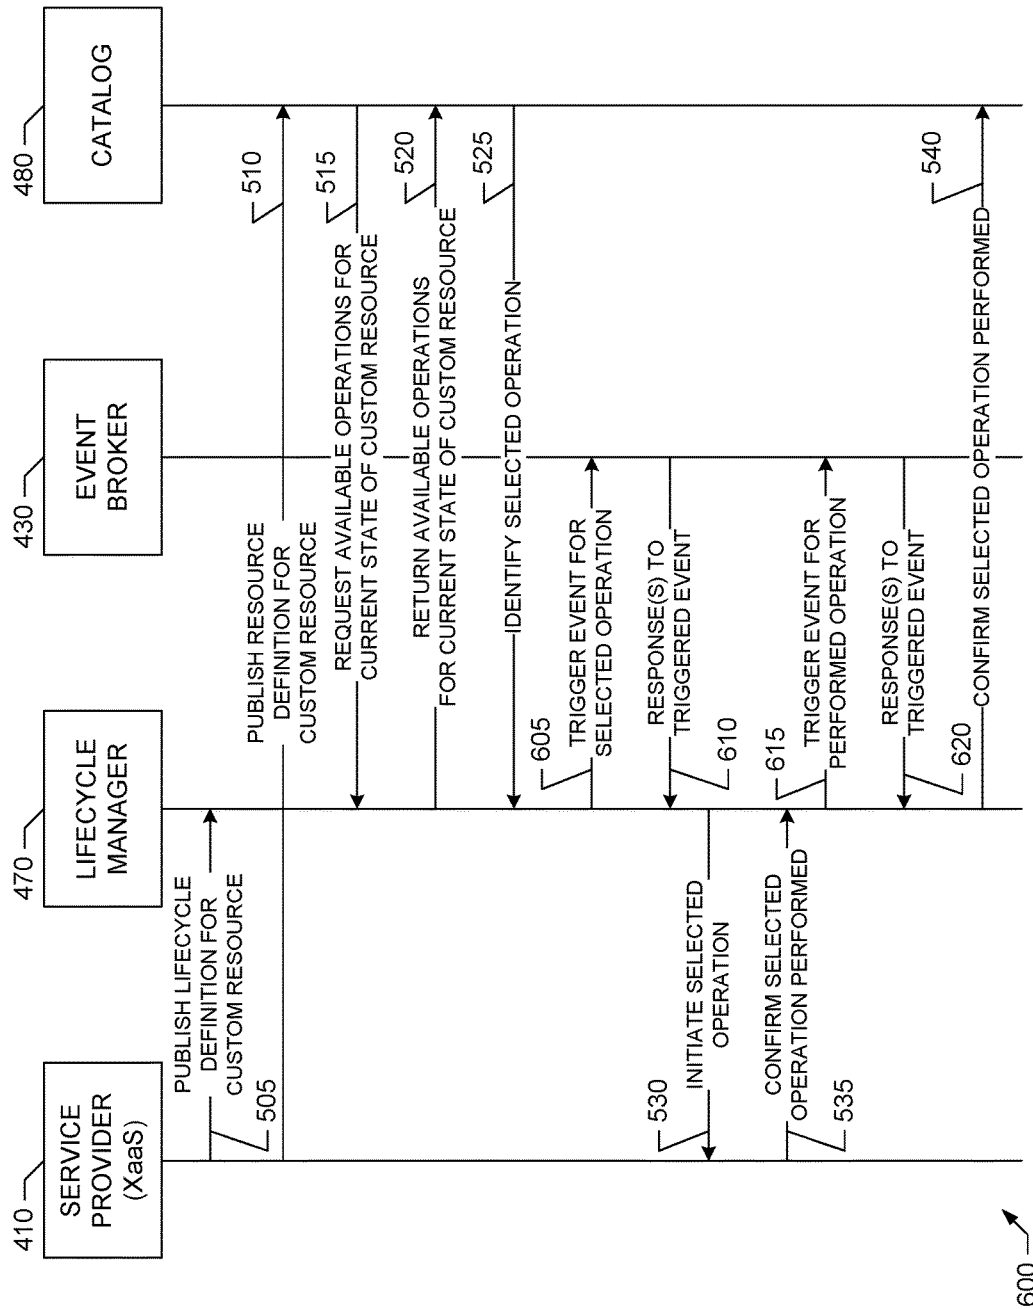 410
SERVICE
PROVIDER
(XaaS)
470
LIFECYCLE
MANAGER
430
EVENT
BROKER
480
CATALOG
PUBLISH LIFECYCLE
DEFINITION FOR
CUSTOM RESOURCE
505
PUBLISH RESOURCE
DEFINITION FOR
CUSTOM RESOURCE
510
REQUEST AVAILABLE OPERATIONS FOR
CURRENT STATE OF CUSTOM RESOURCE
515
RETURN AVAILABLE OPERATIONS
FOR CURRENT STATE OF CUSTOM RESOURCE
520
IDENTIFY SELECTED OPERATION
525
605
TRIGGER EVENT FOR
SELECTED OPERATION
RESPONSE(S) TO
TRIGGERED EVENT
610
530
INITIATE SELECTED
OPERATION
CONFIRM SELECTED
OPERATION PERFORMED
535
615
TRIGGER EVENT FOR
PERFORMED OPERATION
RESPONSE(S) TO
TRIGGERED EVENT
620
CONFIRM SELECTED OPERATION PERFORMED
540
600